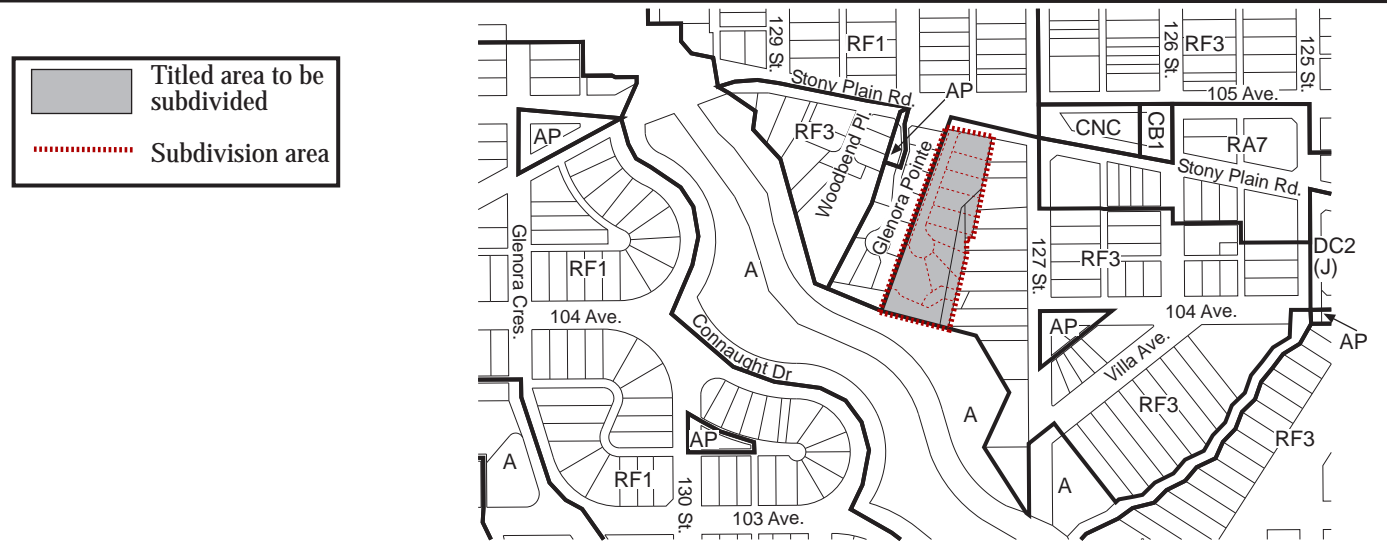 Titled area to be
subdivided
Subdivision area
129 St.
RF1
126 St.
RF3
125 St.
Stony Plain Rd.
AP
105 Ave.
AP
RF3
Woodbend Pl.
Glenora Pointe
CNC
CB1
RA7
Stony Plain Rd.
Glenora Cres.
RF1
A
127 St.
RF3
DC2
(J)
104 Ave.
104 Ave.
AP
AP
Connaught Dr
Villa Ave.
RF3
A
RF3
AP
A
RF1
130 St.
A
103 Ave.